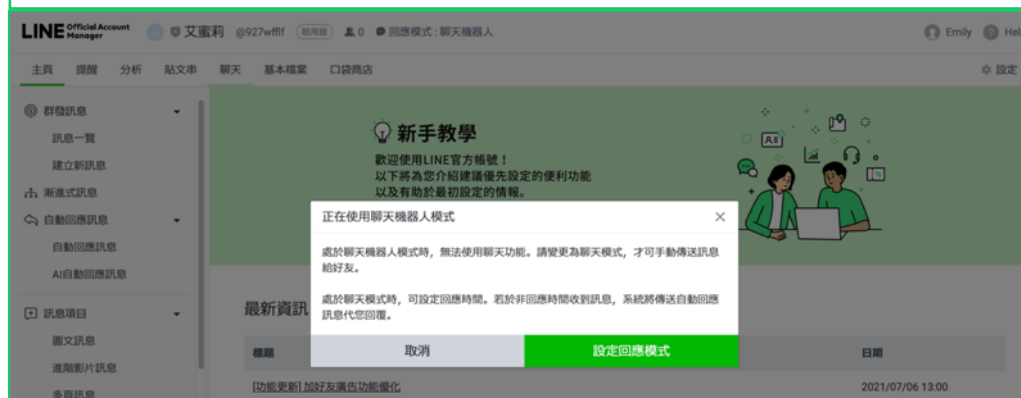 LINE Official Account Manager
艾蜜莉 @927wffif 0 回應模式 : 聊天機器人
Emily Hel
主頁 提醒 分析 貼文串 聊天 基本檔案 口袋商店 設定
群發訊息
訊息一覽
建立新訊息
漸進式訊息
自動回應訊息
自動回應訊息
AI自動回應訊息
訊息項目
圖文訊息
進階影片訊息
多頁訊息
新手教學
歡迎使用LINE官方帳號!
以下將為您介紹建議優先設定的便利功能
以及有助於最初設定的情報。
正在使用聊天機器人模式
處於聊天機器人模式時，無法使用聊天功能。請變更為聊天模式，才可手動傳送訊息
給好友。
處於聊天模式時，可設定回應時間。若於非回應時間收到訊息，系統將傳送自動回應
訊息代您回覆。
取消 設定回應模式
最新資訊
標題 日期
[功能更新] 加好友廣告功能優化 2021/07/06 13:00